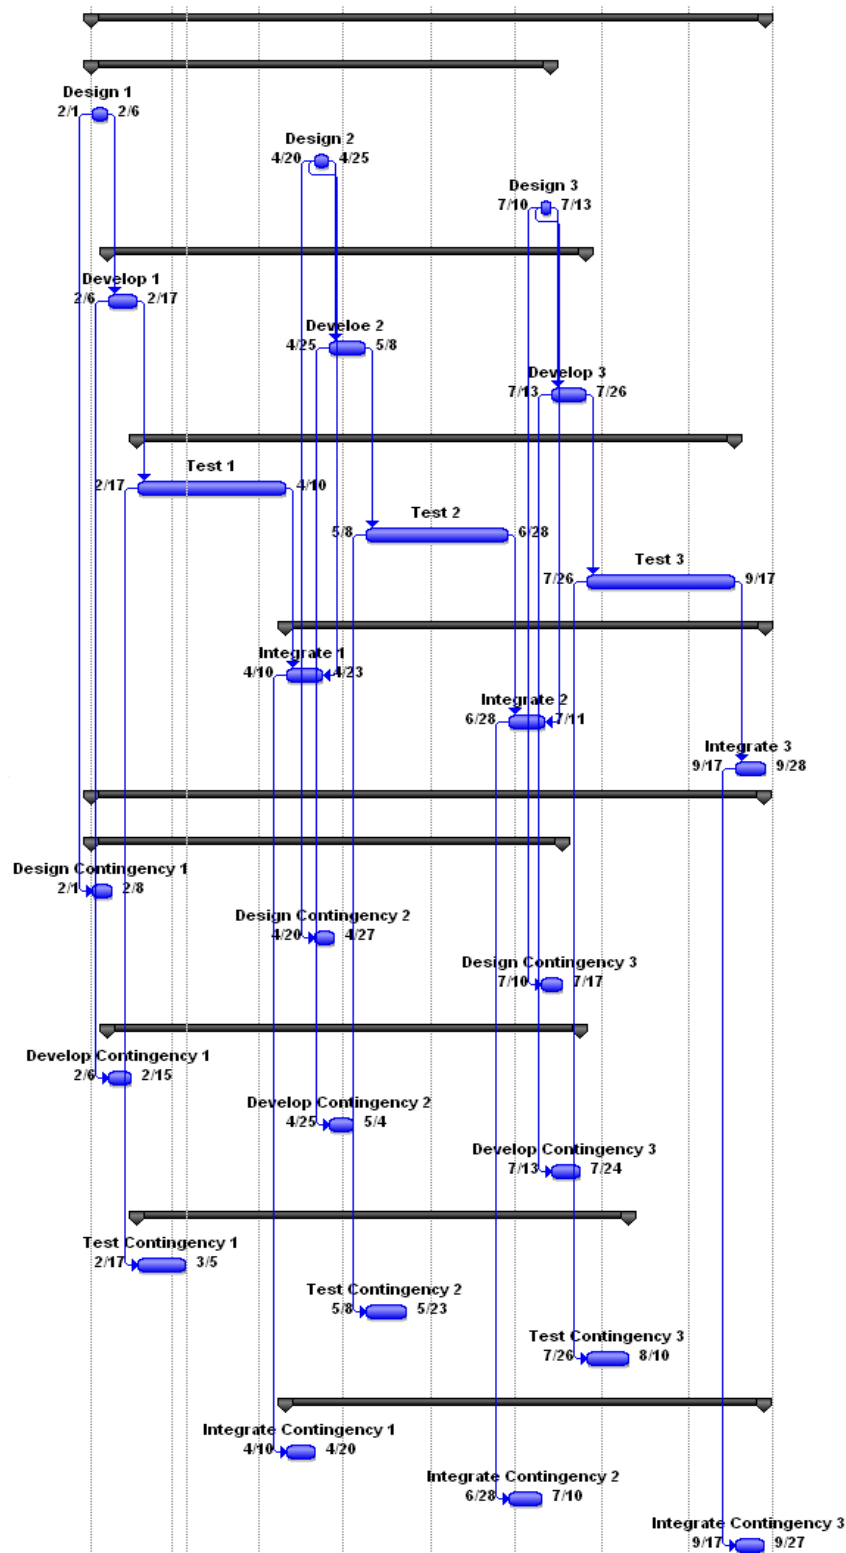 Design 1
2/1 2/6
Design 2
4/20 4/25
Design 3
7/10 7/13
Develop 1
2/6 2/17
Develoe 2
4/25 5/8
Develop 3
7/13 7/26
Test 1
2/17 4/10
Test 2
5/8 6/28
Test 3
7/26 9/17
Integrate 1
4/10 4/23
Integrate 2
6/28 7/11
Integrate 3
9/17 9/28
Design Contingency 1
2/1 2/8
Design Contingency 2
4/20 4/27
Design Contingency 3
7/10 7/17
Develop Contingency 1
2/6 2/15
Develop Contingency 2
4/25 5/4
Develop Contingency 3
7/13 7/24
Test Contingency 1
2/17 3/5
Test Contingency 2
5/8 5/23
Test Contingency 3
7/26 8/10
Integrate Contingency 1
4/10 4/20
Integrate Contingency 2
6/28 7/10
Integrate Contingency 3
9/17 9/27